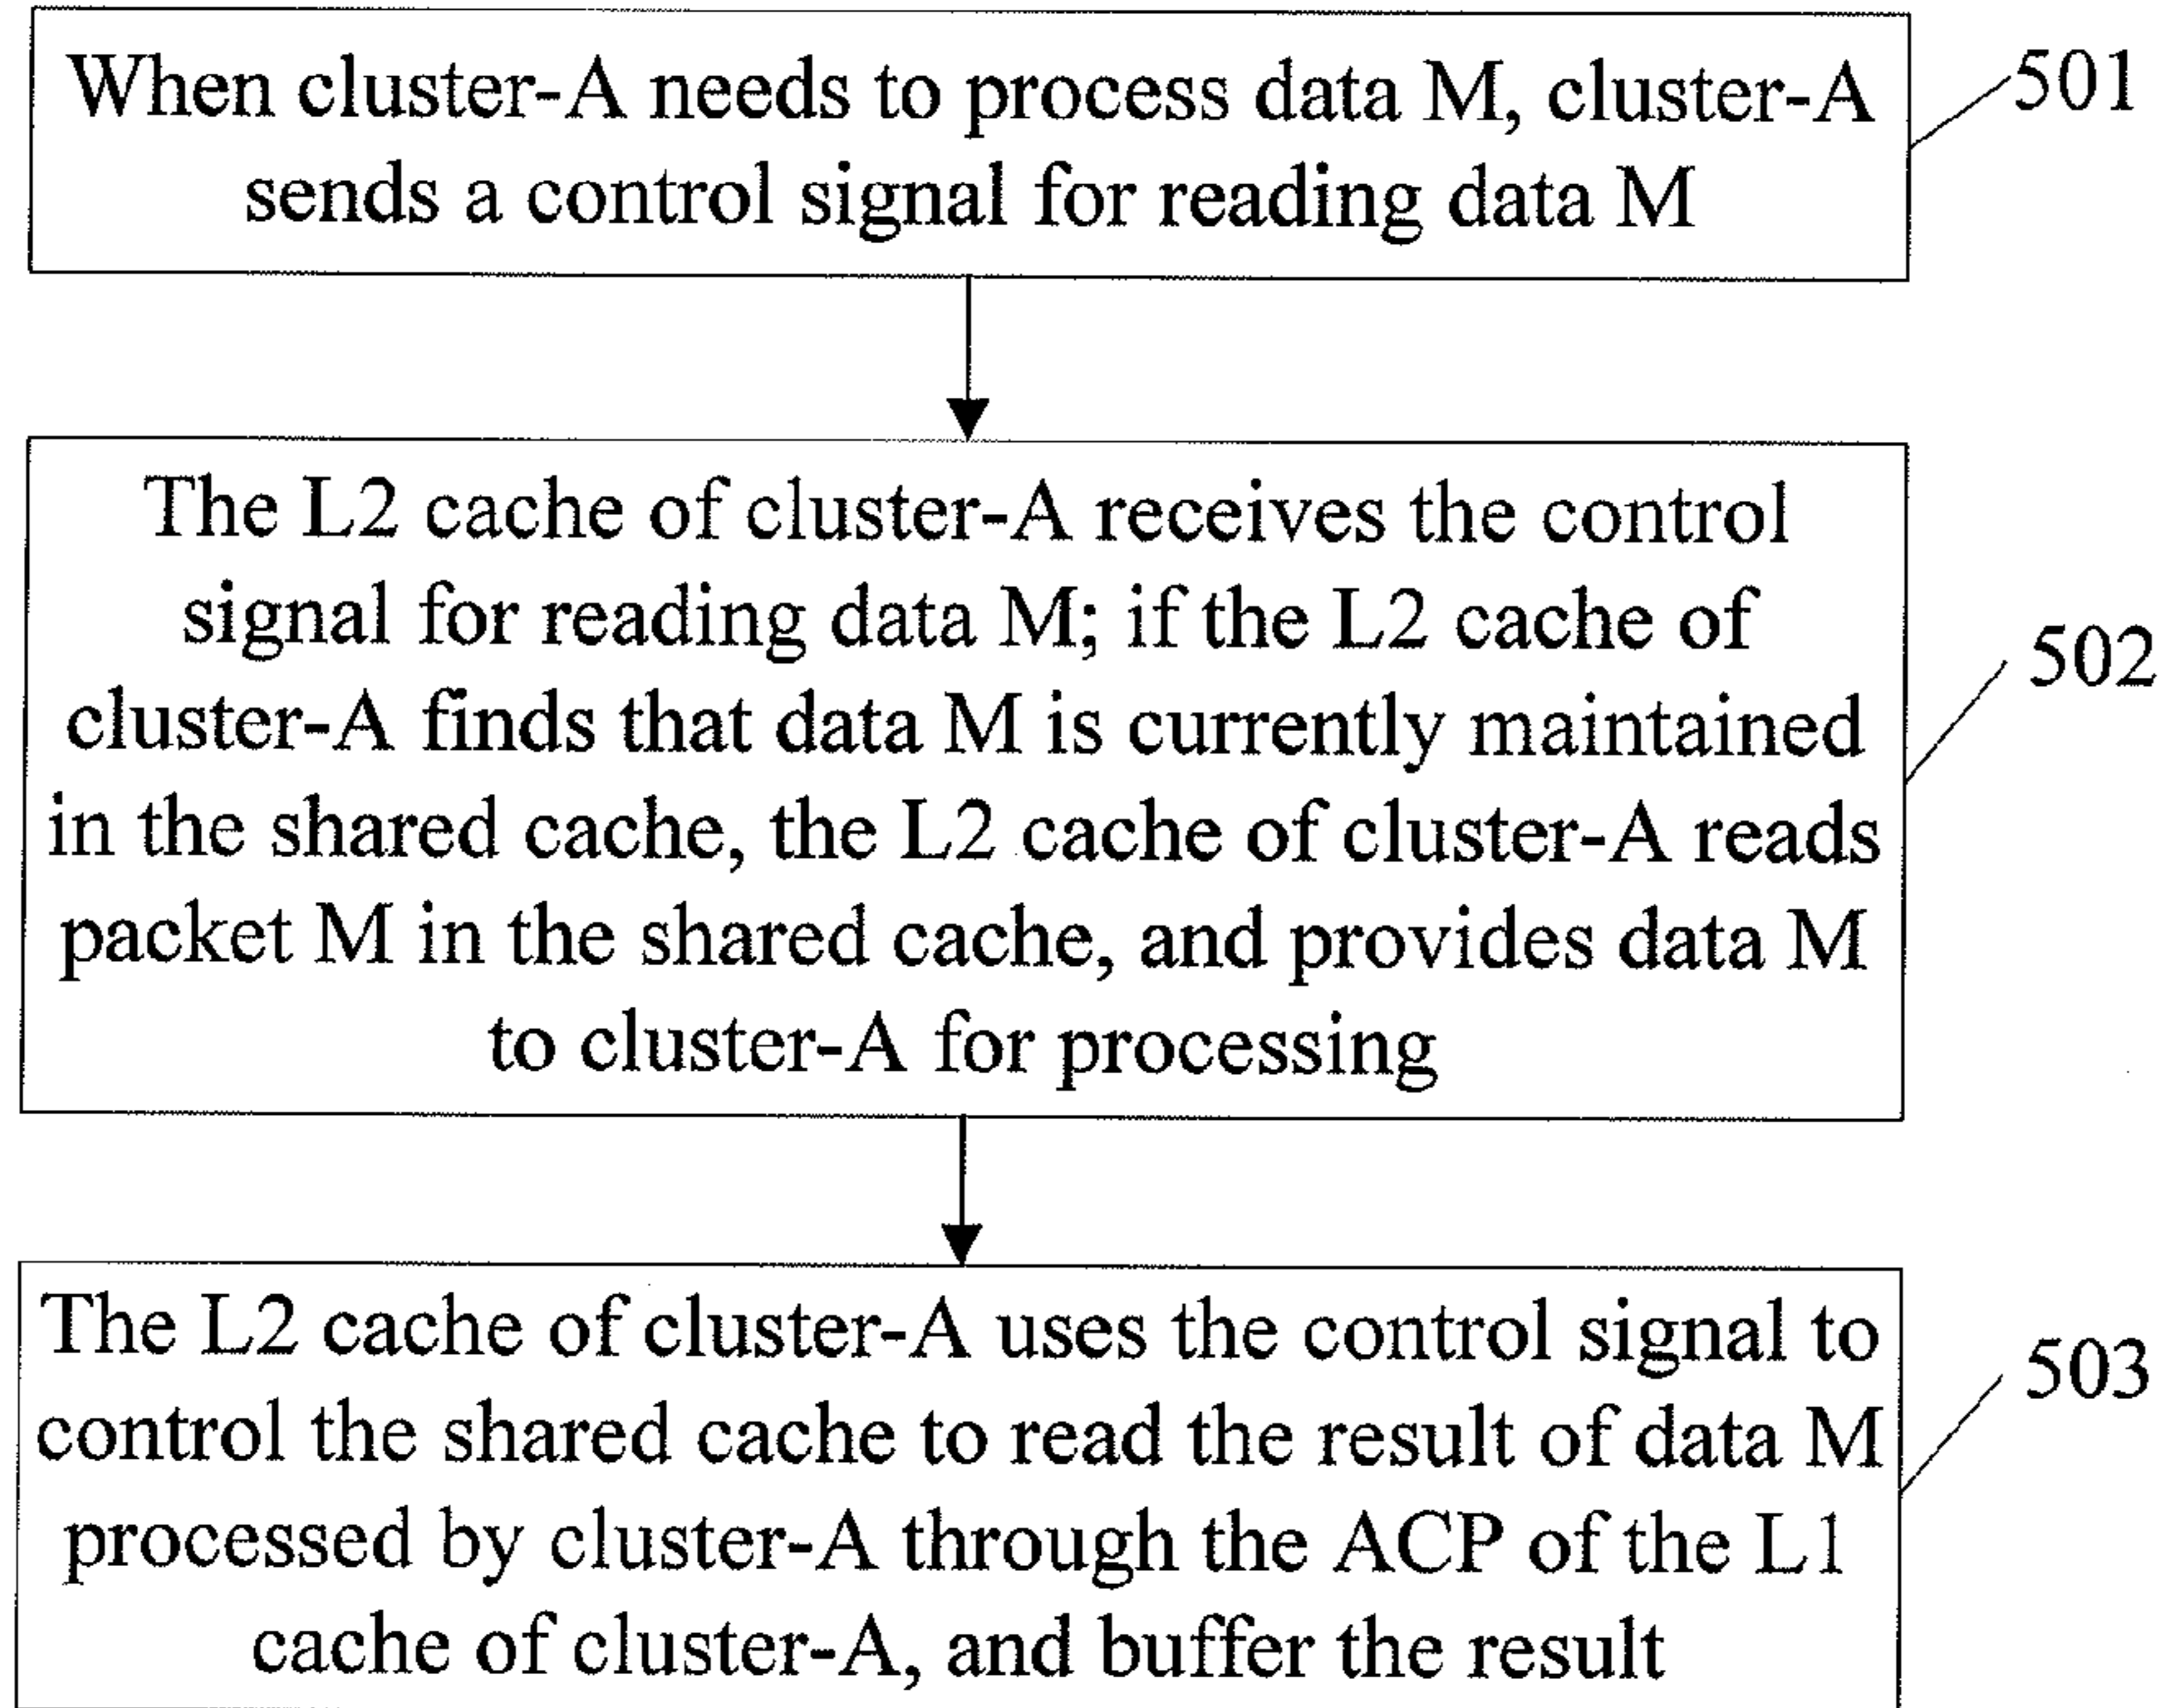 When cluster-A needs to process data M, cluster-A
sends a control signal for reading data M
501
The L2 cache of cluster-A receives the control
signal for reading data M; if the L2 cache of
cluster-A finds that data M is currently maintained
in the shared cache, the L2 cache of cluster-A reads
packet M in the shared cache, and provides data M
to cluster-A for processing
502
The L2 cache of cluster-A uses the control signal to
control the shared cache to read the result of data M
processed by cluster-A through the ACP of the L1
cache of cluster-A, and buffer the result
503